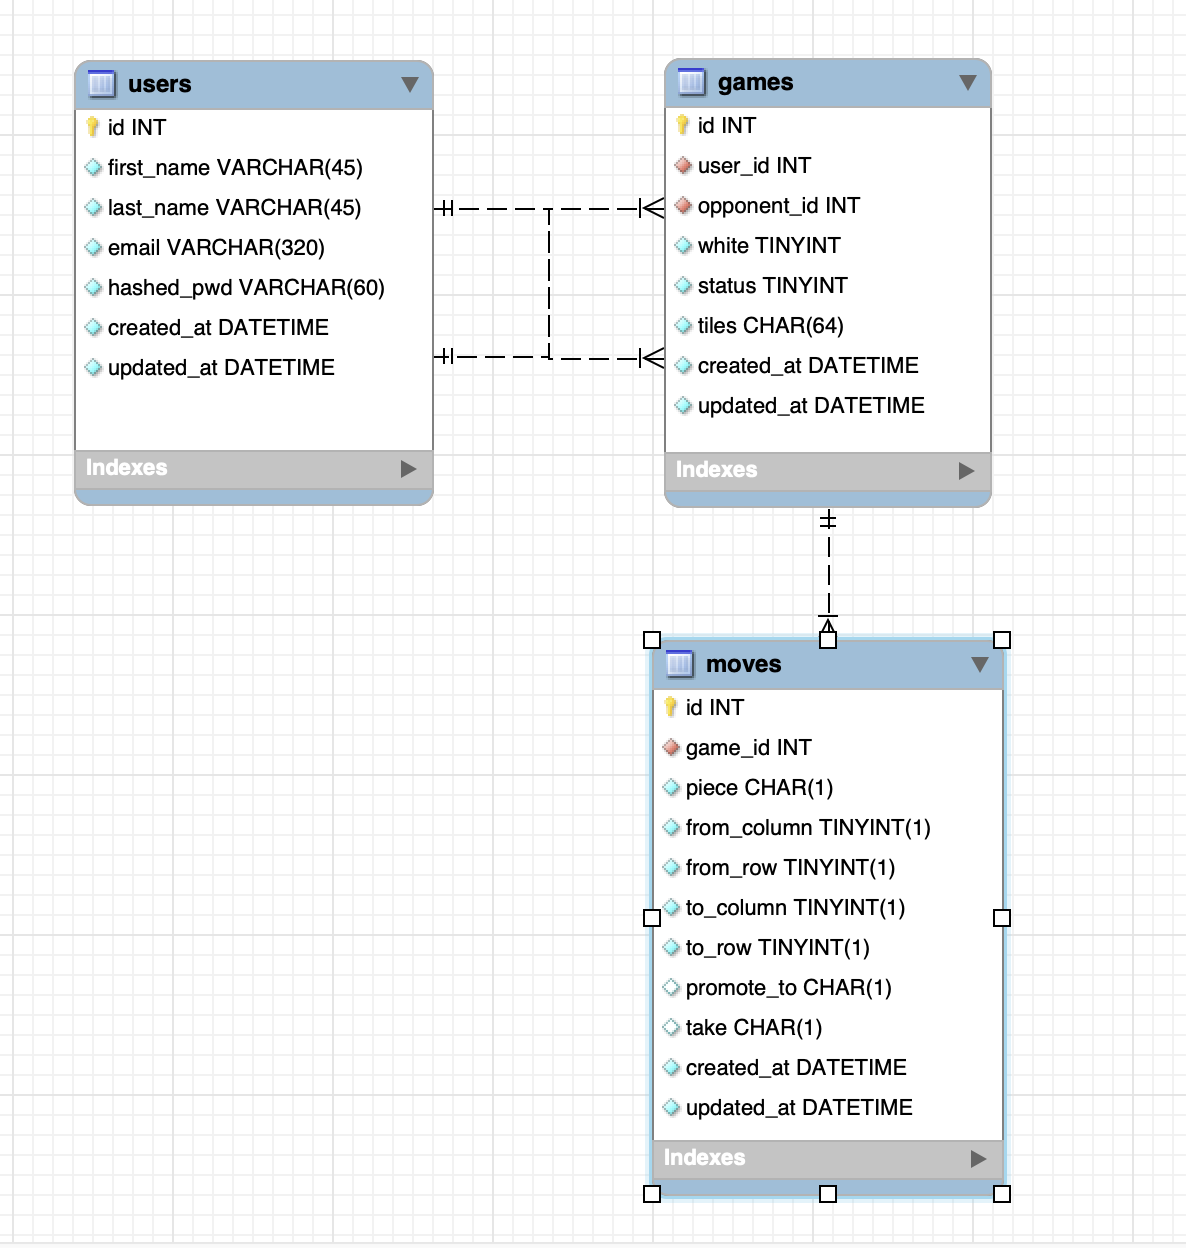 users
id INT
first_name VARCHAR(45)
last_name VARCHAR(45)
email VARCHAR(320)
hashed_pwd VARCHAR(60)
created_at DATETIME
updated_at DATETIME
Indexes
games
id INT
user_id INT
opponent_id INT
white TINYINT
status TINYINT
tiles CHAR(64)
created_at DATETIME
updated_at DATETIME
Indexes
moves
id INT
game_id INT
piece CHAR(1)
from_column TINYINT(1)
from_row TINYINT(1)
to_column TINYINT(1)
to_row TINYINT(1)
promote_to CHAR(1)
take CHAR(1)
created_at DATETIME
updated_at DATETIME
Indexes